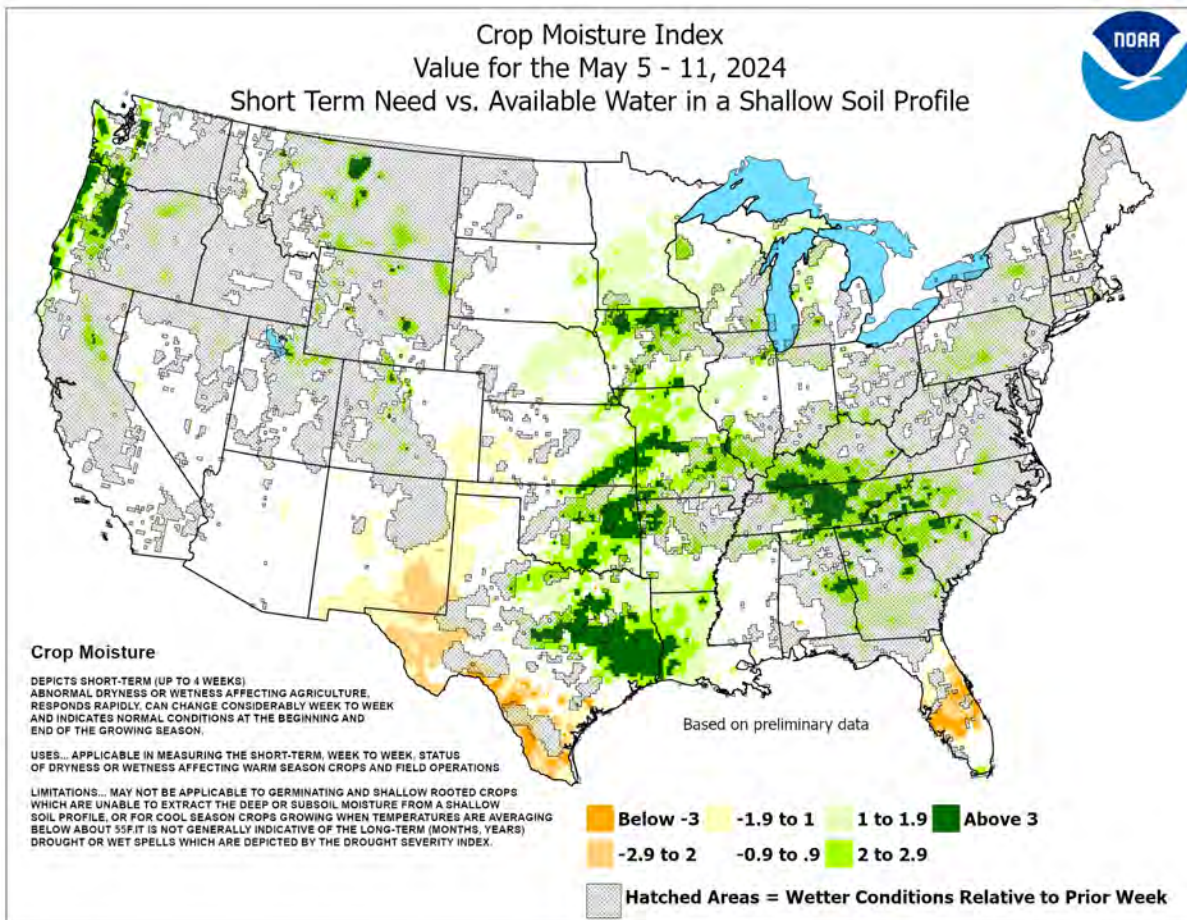 Crop Moisture Index
Value for the May 5 - 11, 2024
Short Term Need vs. Available Water in a Shallow Soil Profile
NOAA
Crop Moisture
DEPICTS SHORT-TERM (UP TO 4 WEEKS)
ABNORMAL DRYNESS OR WETNESS AFFECTING AGRICULTURE,
RESPONDS RAPIDLY, CAN CHANGE CONSIDERABLY WEEK TO WEEK
AND INDICATES NORMAL CONDITIONS AT THE BEGINNING AND
END OF THE GROWING SEASON.
USES... APPLICABLE IN MEASURING THE SHORT-TERM, WEEK TO WEEK, STATUS
OF DRYNESS OR WETNESS AFFECTING WARM SEASON CROPS AND FIELD OPERATIONS
LIMITATIONS... MAY NOT BE APPLICABLE TO GERMINATING AND SHALLOW ROOTED CROPS
WHICH ARE UNABLE TO EXTRACT THE DEEP OR SUBSOIL MOISTURE FROM A SHALLOW
SOIL PROFILE, OR FOR COOL SEASON CROPS GROWING WHEN TEMPERATURES ARE AVERAGING
BELOW ABOUT 55F.IT IS NOT GENERALLY INDICATIVE OF THE LONG-TERM (MONTHS, YEARS)
DROUGHT OR WET SPELLS WHICH ARE DEPICTED BY THE DROUGHT SEVERITY INDEX.
Based on preliminary data
Below -3 -1.9 to 1 1 to 1.9 Above 3
-2.9 to 2 -0.9 to .9 2 to 2.9
Hatched Areas = Wetter Conditions Relative to Prior Week